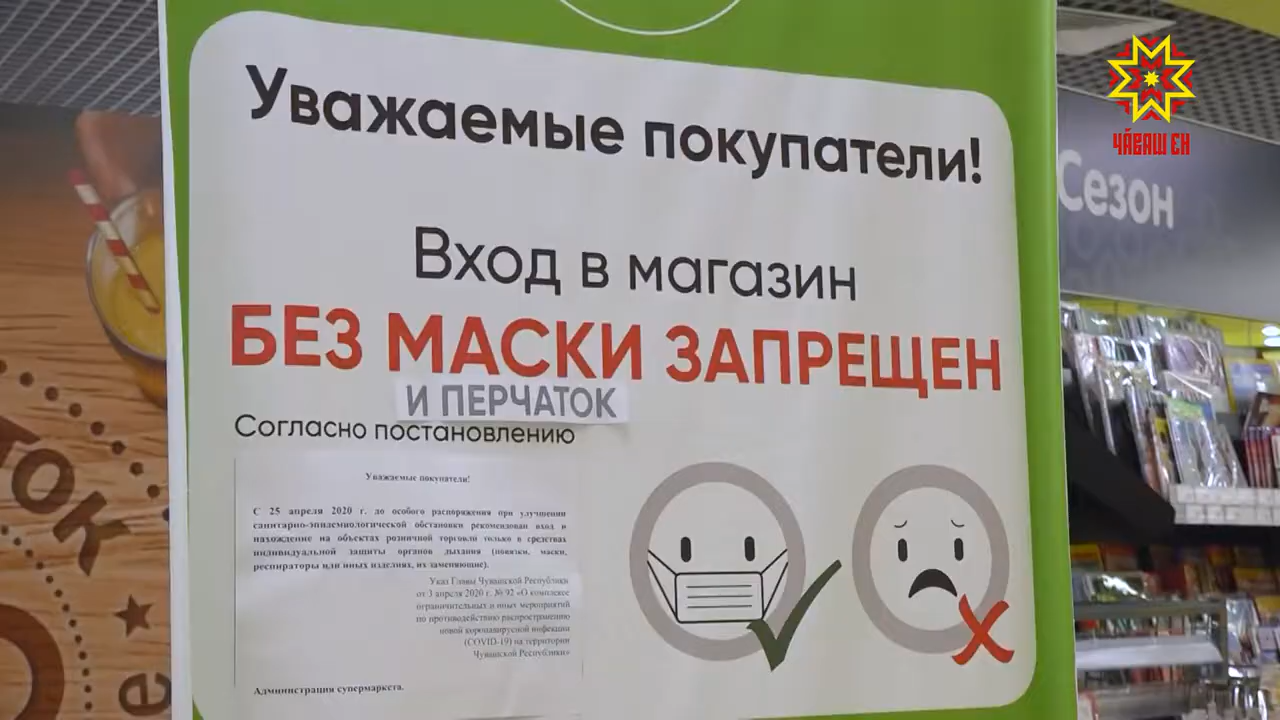 Уважаемые покупатели!
Вход в магазин
БЕЗ МАСКИ ЗАПРЕЩЕН
И ПЕРЧАТОК
Согласно постановлению
Уважаемые покупатели!
С 25 апреля 2020 г. до особого распоряжения при улучшении
санитарно-эпидемиологической обстановки рекомендован вход и
нахождение на объектах розничной торговли только в средствах
индивидуальной защиты органов дыхания (повязки, маски,
респираторы или иных изделиях, их заменяющие).
Указ Главы Чувашской Республики
от 3 апреля 2020 г. № 92 «О комплексе
ограничительных и иных мероприятий
по противодействию распространению
новой коронавирусной инфекции
(COVID-19) на территории
Чувашской Республики»
Администрация супермаркета.
ЧӐВАШ ЕН
Сезон
ток